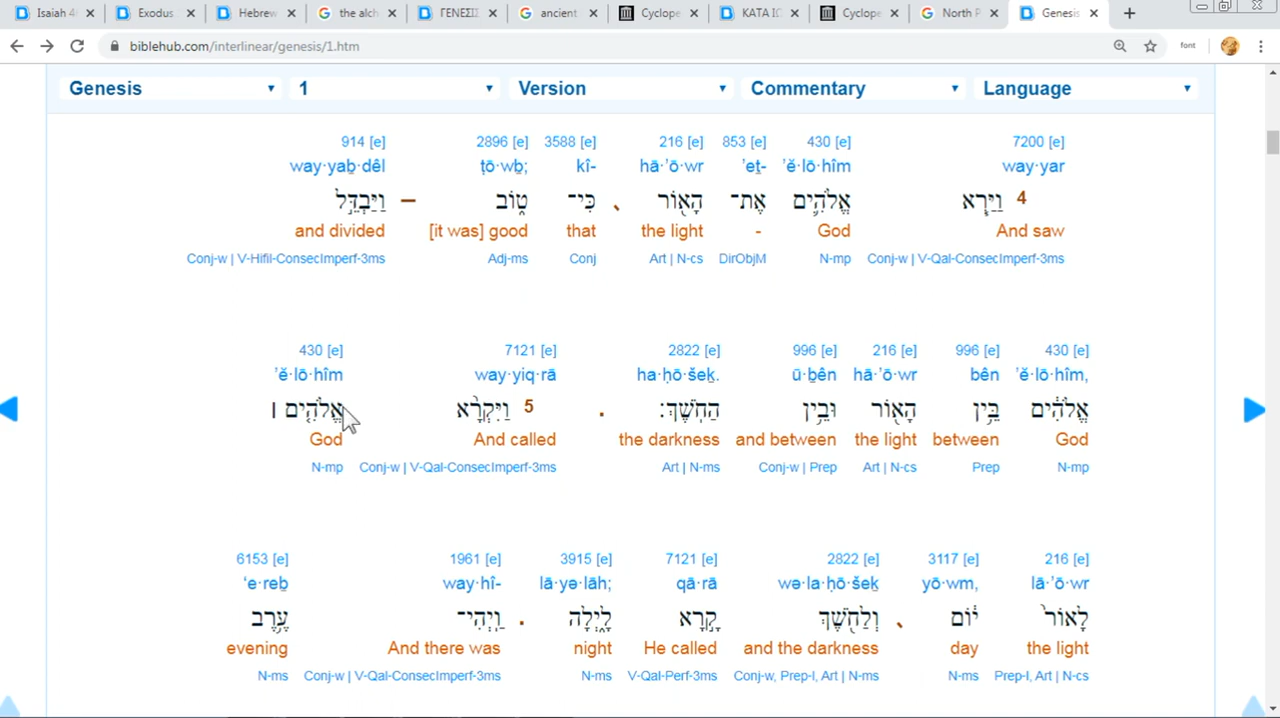 Isaiah 4
Exodus
Hebrew
the alch
ΓΕΝΕΣΙΣ
ancient
Cyclope
ΚΑΤΑ ΙΩ
Cyclope
North P
Genesis
biblehub.com/interlinear/genesis/1.htm
font
Genesis 1 Version Commentary Language
914 [e] 2896 [e] 3588 [e] 216 [e] 853 [e] 430 [e] 7200 [e]
way·yaḇ·dêl ṭō·wḇ; kî- hā·'ō·wr 'eṯ- 'ĕ·lō·hîm way·yar
4 וַיַּ֧רְא אֱלֹהִ֛ים אֶת־ הָא֖וֹר 、 כִּי־ ט֑וֹב – וַיַּבְדֵּ֣ל
and divided [it was] good that the light - God And saw
Conj-w | V-Hifil-ConsecImperf-3ms Adj-ms Conj Art | N-cs DirObjM N-mp Conj-w | V-Qal-ConsecImperf-3ms
430 [e] 7121 [e] 2822 [e] 996 [e] 216 [e] 996 [e] 430 [e]
'ĕ·lō·hîm way·yiq·rā ha·ḥō·šeḵ. ū·ḇên hā·'ō·wr bên 'ĕ·lō·hîm,
אֱלֹהִ֔ים בֵּ֥ין הָא֖וֹר וּבֵ֥ין הַחֹֽשֶׁךְ׃ . 5 וַיִּקְרָ֨א אֱלֹהִ֤ים ׀
God And called the darkness and between the light between God
N-mp Conj-w | V-Qal-ConsecImperf-3ms Art | N-ms Conj-w | Prep Art | N-cs Prep N-mp
6153 [e] 1961 [e] 3915 [e] 7121 [e] 2822 [e] 3117 [e] 216 [e]
'e·reḇ way·hî- lā·yə·lāh; qā·rā wə·la·ḥō·šeḵ yō·wm, lā·'ō·wr
לָאוֹר֙ י֔וֹם 、 וְלַחֹ֖שֶׁךְ קָ֣רָא לָ֑יְלָה . וַֽיְהִי־ עֶ֥רֶב
evening And there was night He called and the darkness day the light
N-ms Conj-w | V-Qal-ConsecImperf-3ms N-ms V-Qal-Perf-3ms Conj-w, Prep-l, Art | N-ms N-ms Prep-l, Art | N-cs